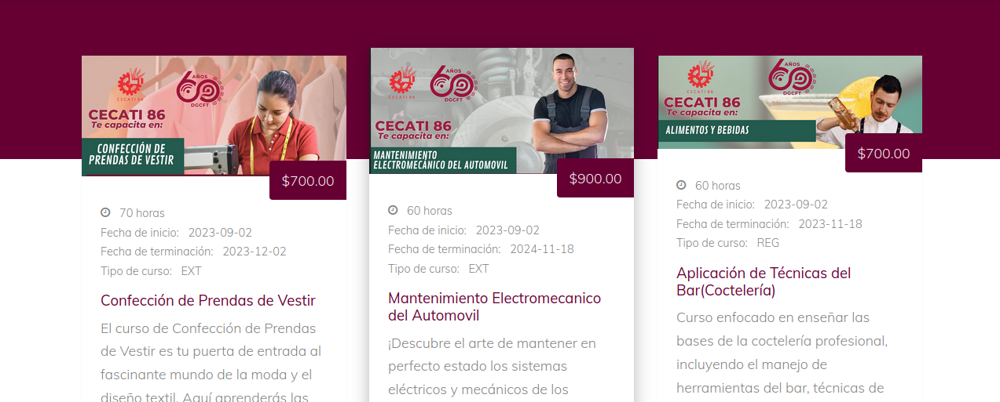 CECATI 86
60 AÑOS
DGCFT
CECATI 86
Te capacita en:
CONFECCIÓN DE
PRENDAS DE VESTIR
$700.00
70 horas
Fecha de inicio: 2023-09-02
Fecha de terminación: 2023-12-02
Tipo de curso: EXT
Confección de Prendas de Vestir
El curso de Confección de Prendas
de Vestir es tu puerta de entrada al
fascinante mundo de la moda y el
diseño textil. Aquí aprenderás las
CECATI 86
60 AÑOS
DGCFT
CECATI 86
Te capacita en:
MANTENIMIENTO
ELECTROMECÁNICO DEL AUTOMOVIL
$900.00
60 horas
Fecha de inicio: 2023-09-02
Fecha de terminación: 2024-11-18
Tipo de curso: EXT
Mantenimiento Electromecanico
del Automovil
¡Descubre el arte de mantener en
perfecto estado los sistemas
eléctricos y mecánicos de los
CECATI 86
60 AÑOS
DGCFT
CECATI 86
Te capacita en:
ALIMENTOS Y BEBIDAS
$700.00
60 horas
Fecha de inicio: 2023-09-02
Fecha de terminación: 2023-11-18
Tipo de curso: REG
Aplicación de Técnicas del
Bar(Coctelería)
Curso enfocado en enseñar las
bases de la coctelería profesional,
incluyendo el manejo de
herramientas del bar, técnicas de